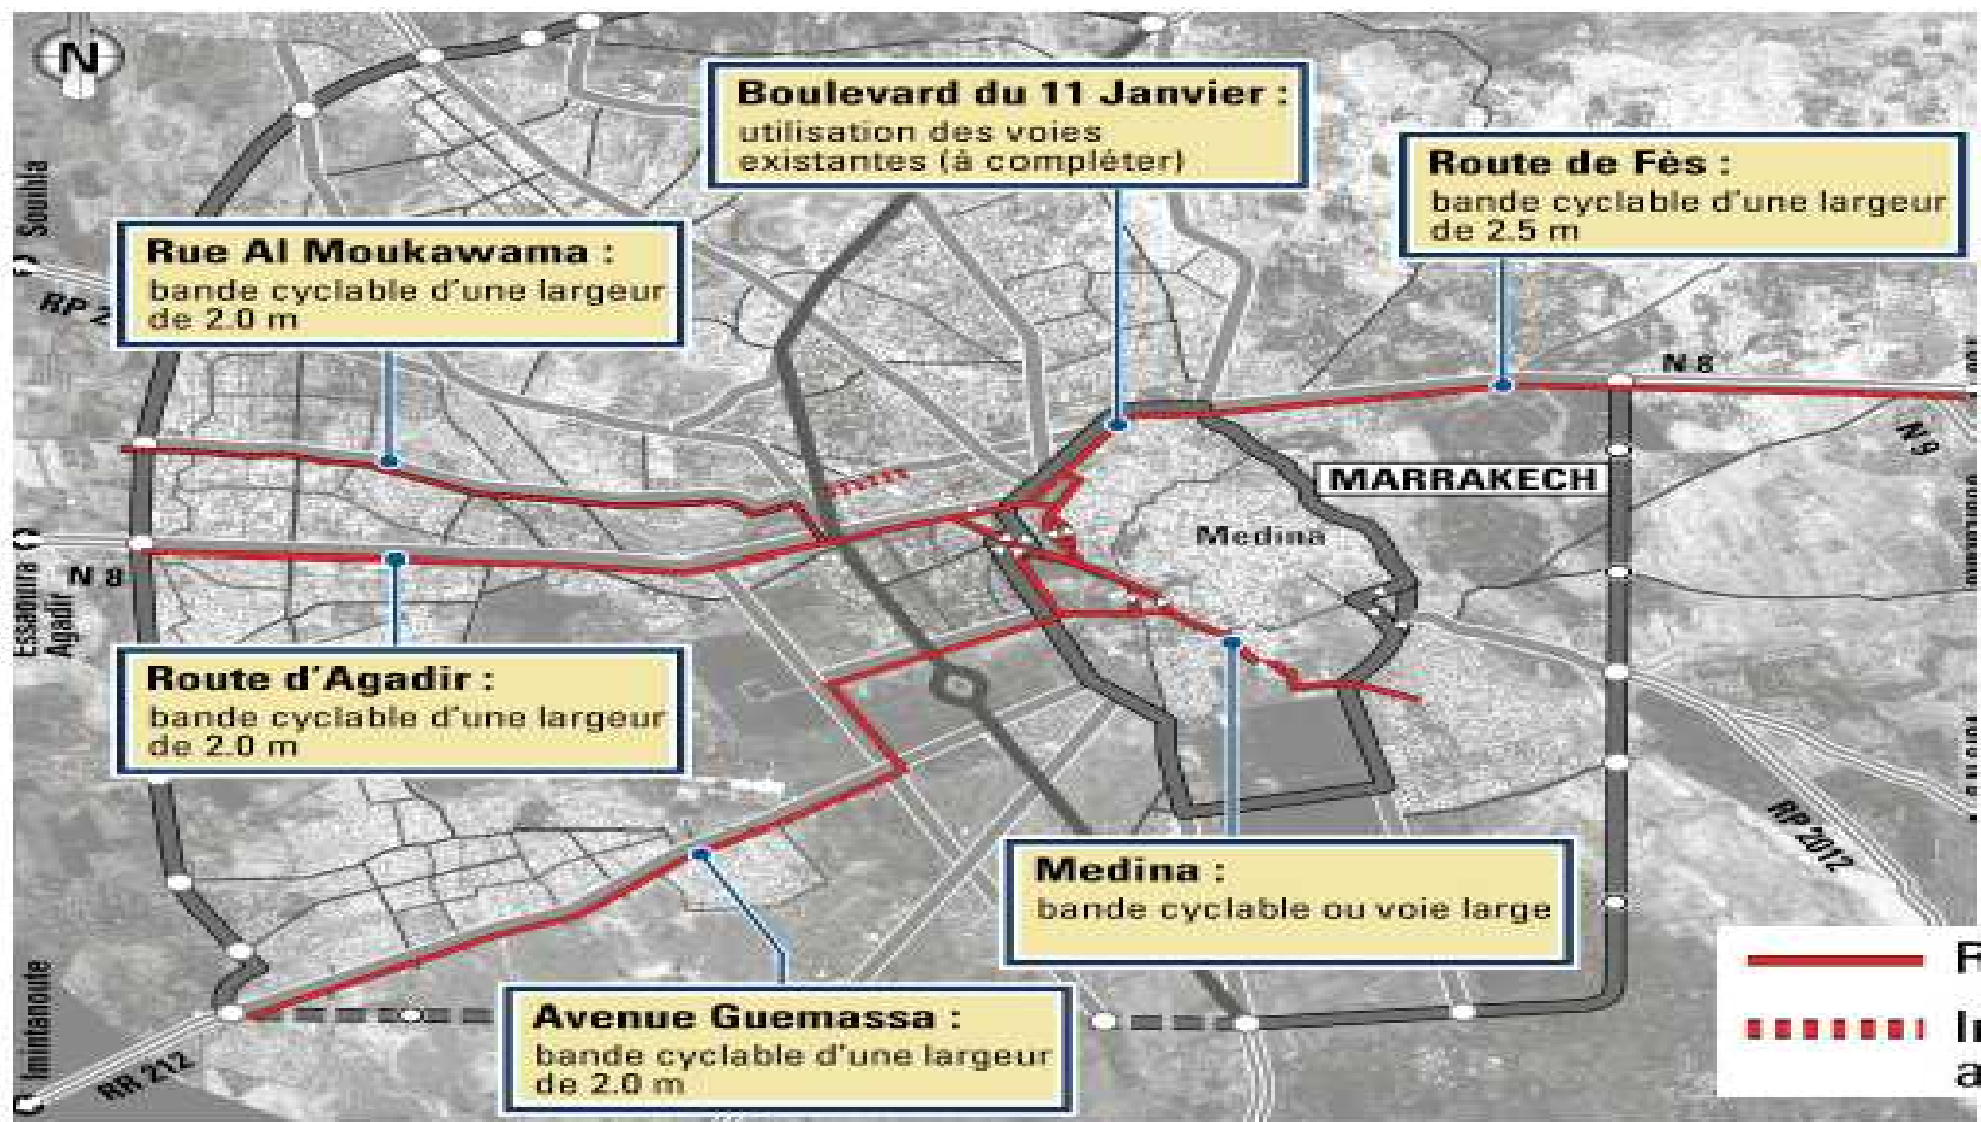 N
Boulevard du 11 Janvier :
utilisation des voies
existantes (à compléter)
Route de Fès :
bande cyclable d'une largeur
de 2.5 m
Souihla
Rue Al Moukawama :
bande cyclable d'une largeur
de 2.0 m
RP
N 8
N 9
MARRAKECH
Medina
N 8
Essaouira
Agadir
Route d'Agadir :
bande cyclable d'une largeur
de 2.0 m
RP 2012
Medina :
bande cyclable ou voie large
Avenue Guemassa :
bande cyclable d'une largeur
de 2.0 m
Imintanoute
RR 212